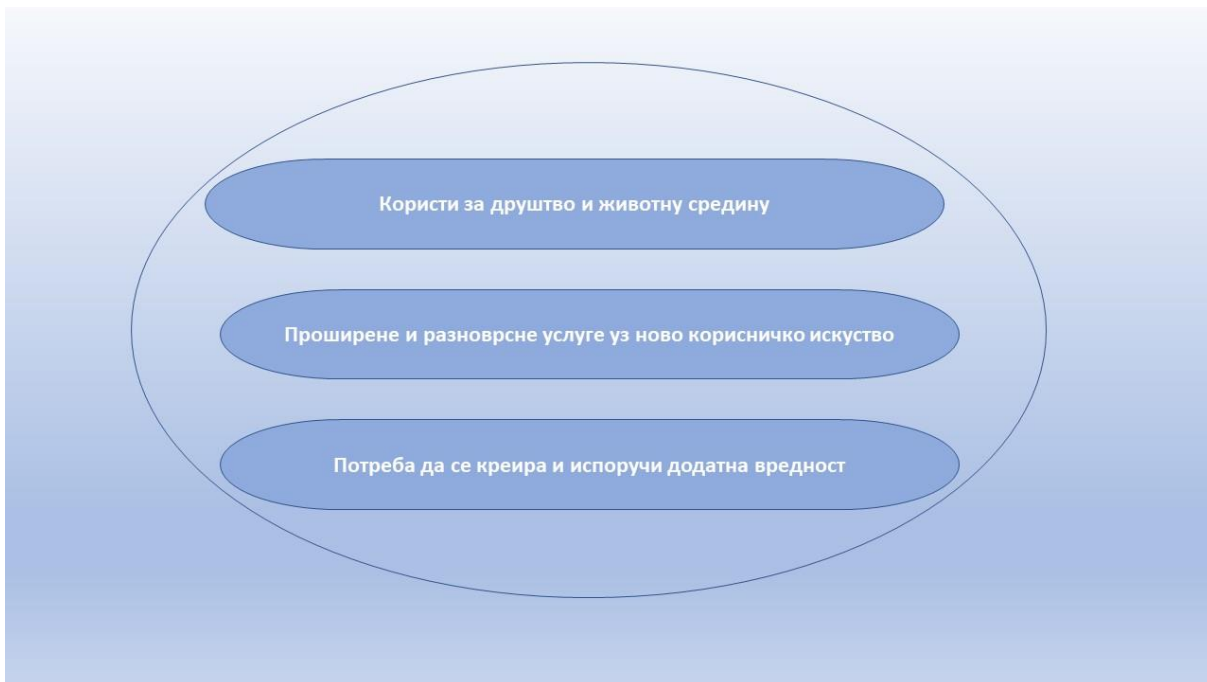 Користи за друштво и животну средину
Проширене и разноврсне услуге уз ново корисничко искуство
Потреба да се креира и испоручи додатна вредност